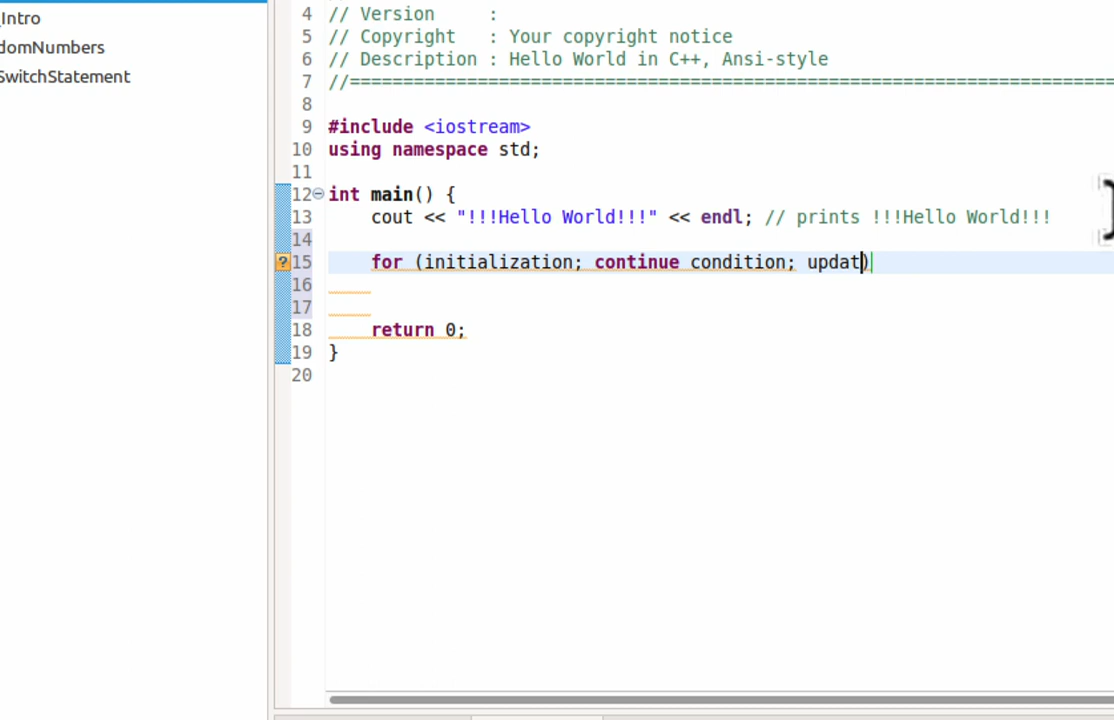 _Intro
domNumbers
SwitchStatement
4 // Version     :
5 // Copyright   : Your copyright notice
6 // Description : Hello World in C++, Ansi-style
7 //========================================================================
8
9 #include <iostream>
10 using namespace std;
11
12 int main() {
13     cout << "!!!Hello World!!!" << endl; // prints !!!Hello World!!!
14
15     for (initialization; continue condition; updat)
16
17
18     return 0;
19 }
20